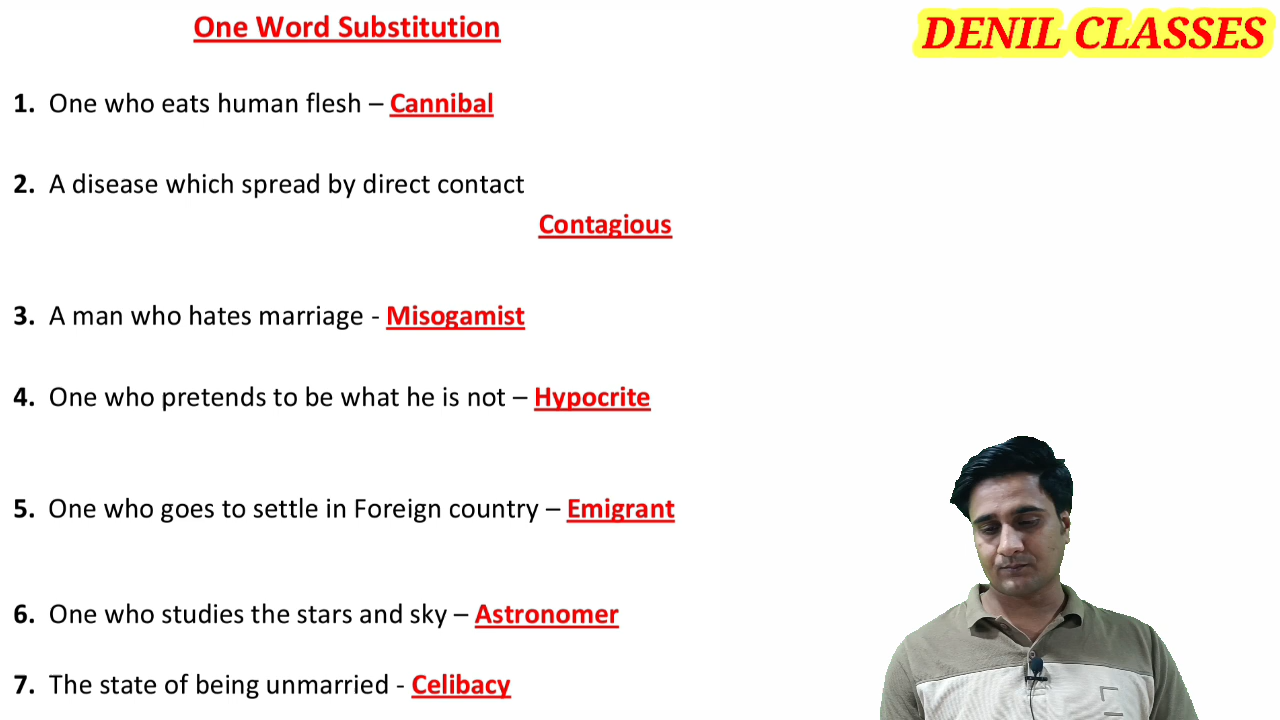 One Word Substitution
DENIL CLASSES
1. One who eats human flesh – Cannibal
2. A disease which spread by direct contact
Contagious
3. A man who hates marriage - Misogamist
4. One who pretends to be what he is not – Hypocrite
5. One who goes to settle in Foreign country – Emigrant
6. One who studies the stars and sky – Astronomer
7. The state of being unmarried - Celibacy